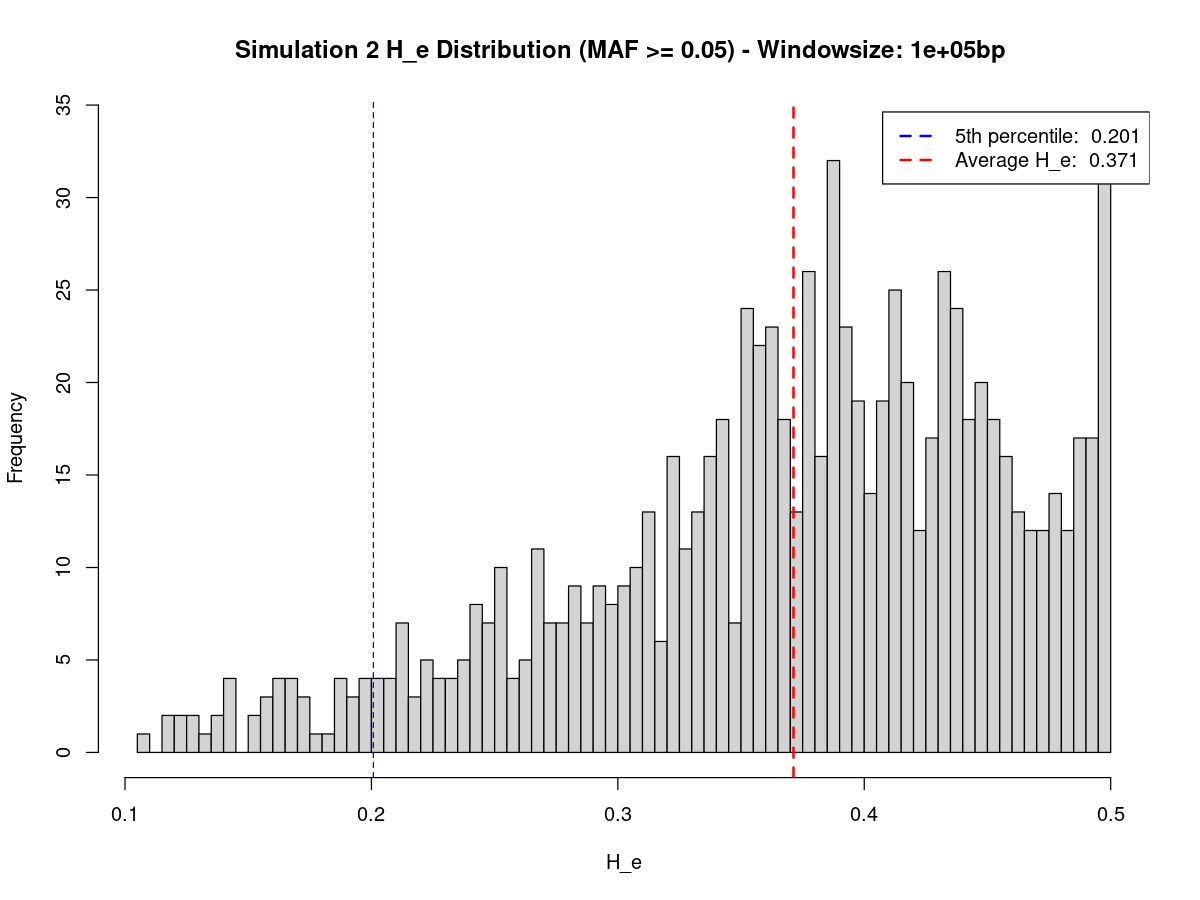 Simulation 2 H_e Distribution (MAF >= 0.05) - Windowsize: 1e+05bp
5th percentile: 0.201
Average H_e: 0.371
Frequency
35
30
25
20
15
10
5
0
0.1 0.2 0.3 0.4 0.5
H_e